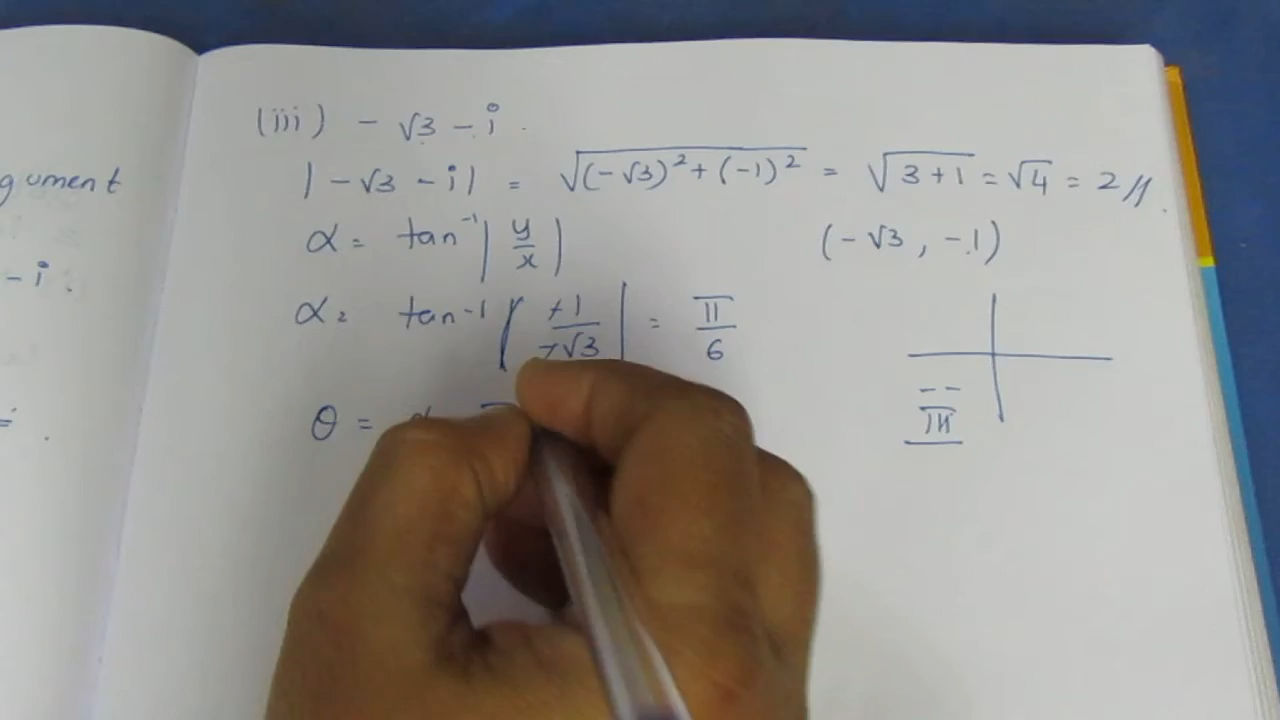 gument
- i .
= .
(iii) - √3 - i .
|-√3 - i| = √(-√3)² + (-1)² = √3+1 = √4 = 2 //.
α = tan⁻¹ | y/x |
(-√3 , -1)
α = tan⁻¹ | -1/-√3 | = π/6
- -
III
θ = α